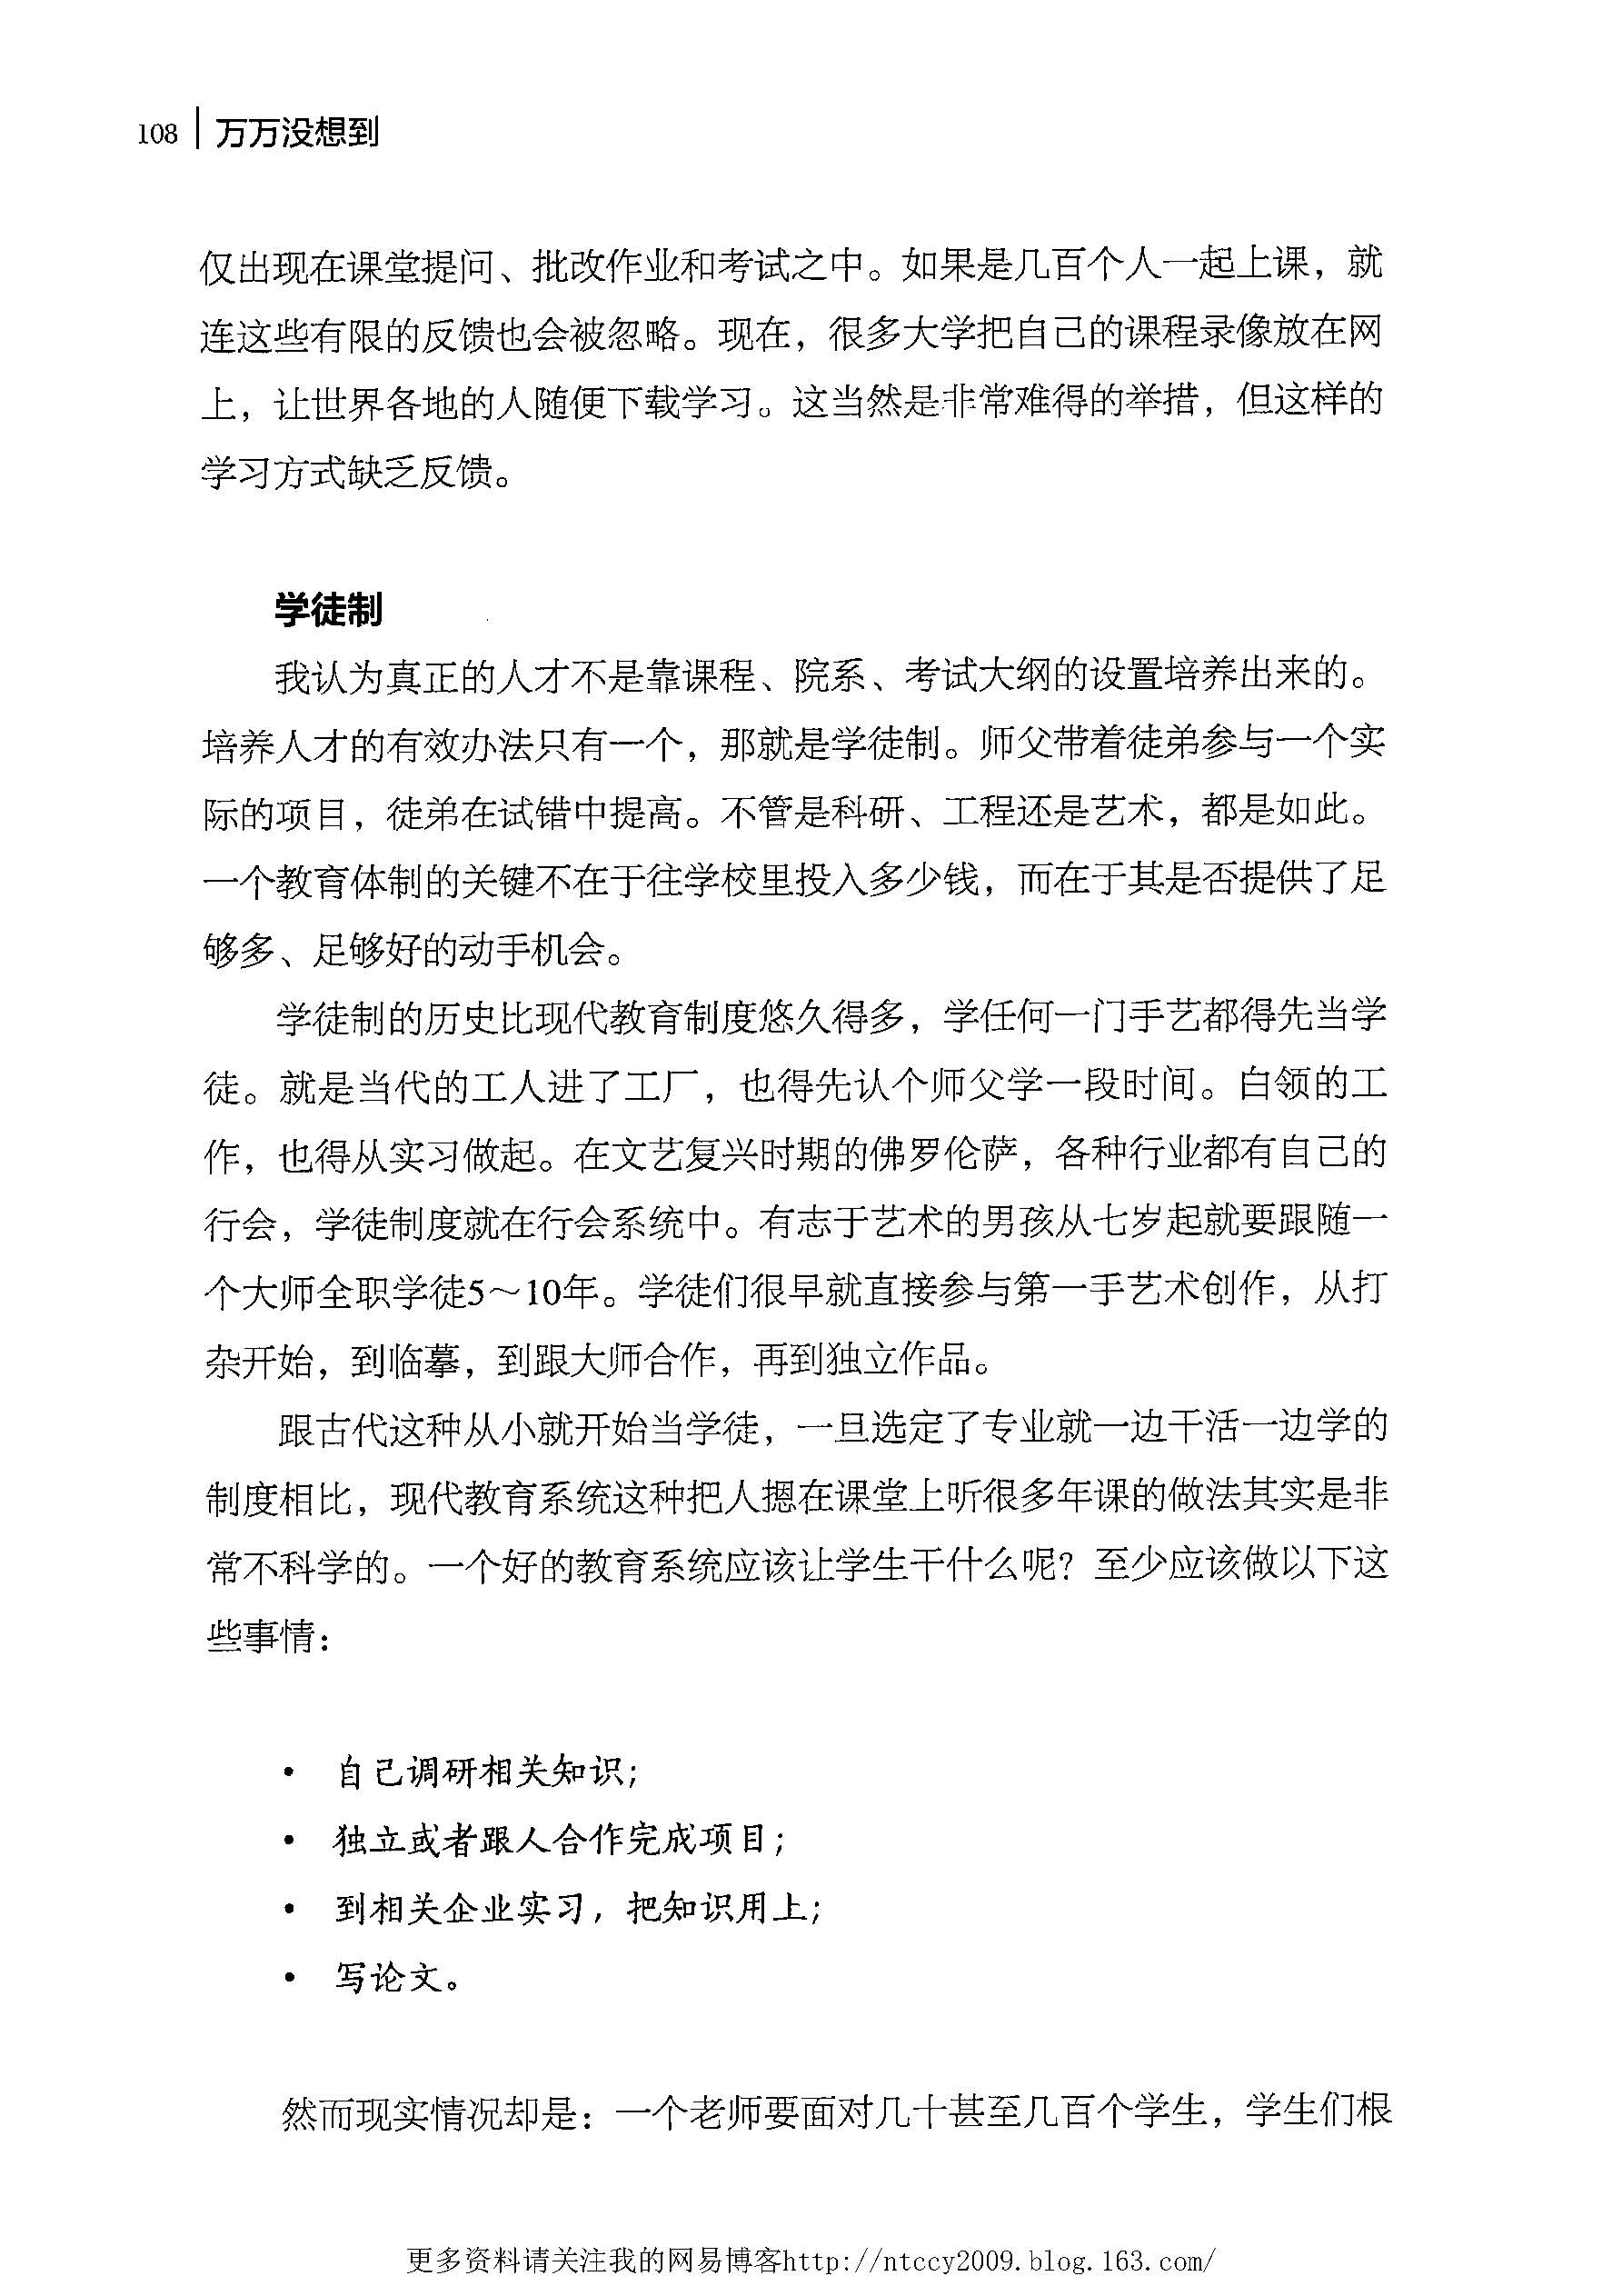 108 万万没想到
仅出现在课堂提问、批改作业和考试之中。如果是几百个人一起上课，就
连这些有限的反馈也会被忽略。现在，很多大学把自己的课程录像放在网
上，让世界各地的人随便下载学习。这当然是非常难得的举措，但这样的
学习方式缺乏反馈。
学徒制
我认为真正的人才不是靠课程、院系、考试大纲的设置培养出来的。
培养人才的有效办法只有一个，那就是学徒制。师父带着徒弟参与一个实
际的项目，徒弟在试错中提高。不管是科研、工程还是艺术，都是如此。
一个教育体制的关键不在于往学校里投入多少钱，而在于其是否提供了足
够多、足够好的动手机会。
学徒制的历史比现代教育制度悠久得多，学任何一门手艺都得先当学
徒。就是当代的工人进了工厂，也得先认个师父学一段时间。白领的工
作，也得从实习做起。在文艺复兴时期的佛罗伦萨，各种行业都有自己的
行会，学徒制度就在行会系统中。有志于艺术的男孩从七岁起就要跟随一
个大师全职学徒5～10年。学徒们很早就直接参与第一手艺术创作，从打
杂开始，到临摹，到跟大师合作，再到独立作品。
跟古代这种从小就开始当学徒，一旦选定了专业就一边干活一边学的
制度相比，现代教育系统这种把人摁在课堂上听很多年课的做法其实是非
常不科学的。一个好的教育系统应该让学生干什么呢？至少应该做以下这
些事情：
• 自己调研相关知识；
• 独立或者跟人合作完成项目；
• 到相关企业实习，把知识用上；
• 写论文。
然而现实情况却是：一个老师要面对几十甚至几百个学生，学生们根
更多资料请关注我的网易博客http://ntccy2009.blog.163.com/